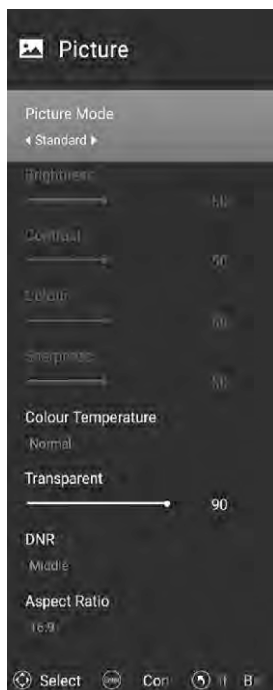 Picture
Picture Mode
Standard
Brightness
50
Contrast
50
Colour
50
Sharpness
50
Colour Temperature
Normal
Transparent
90
DNR
Middle
Aspect Ratio
16:9
Select